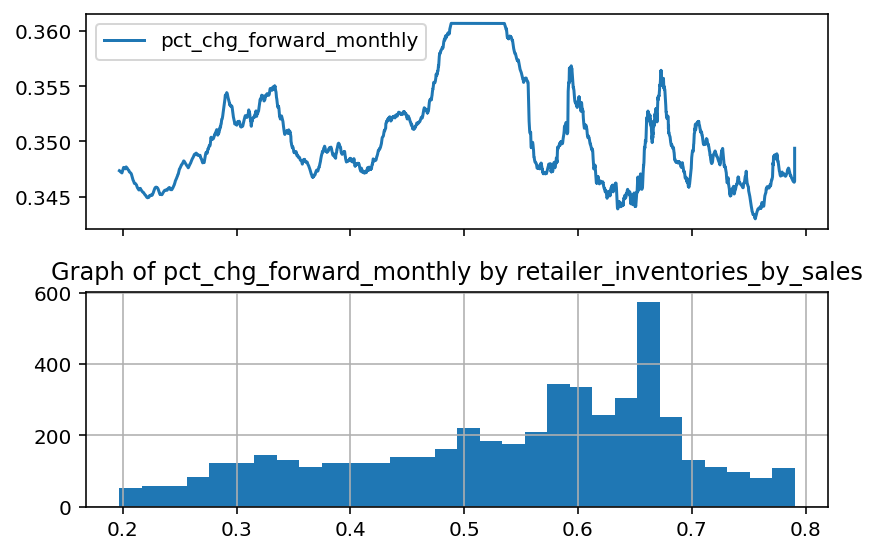 0.360
0.355
0.350
0.345
pct_chg_forward_monthly
Graph of pct_chg_forward_monthly by retailer_inventories_by_sales
600
400
200
0
0.2 0.3 0.4 0.5 0.6 0.7 0.8